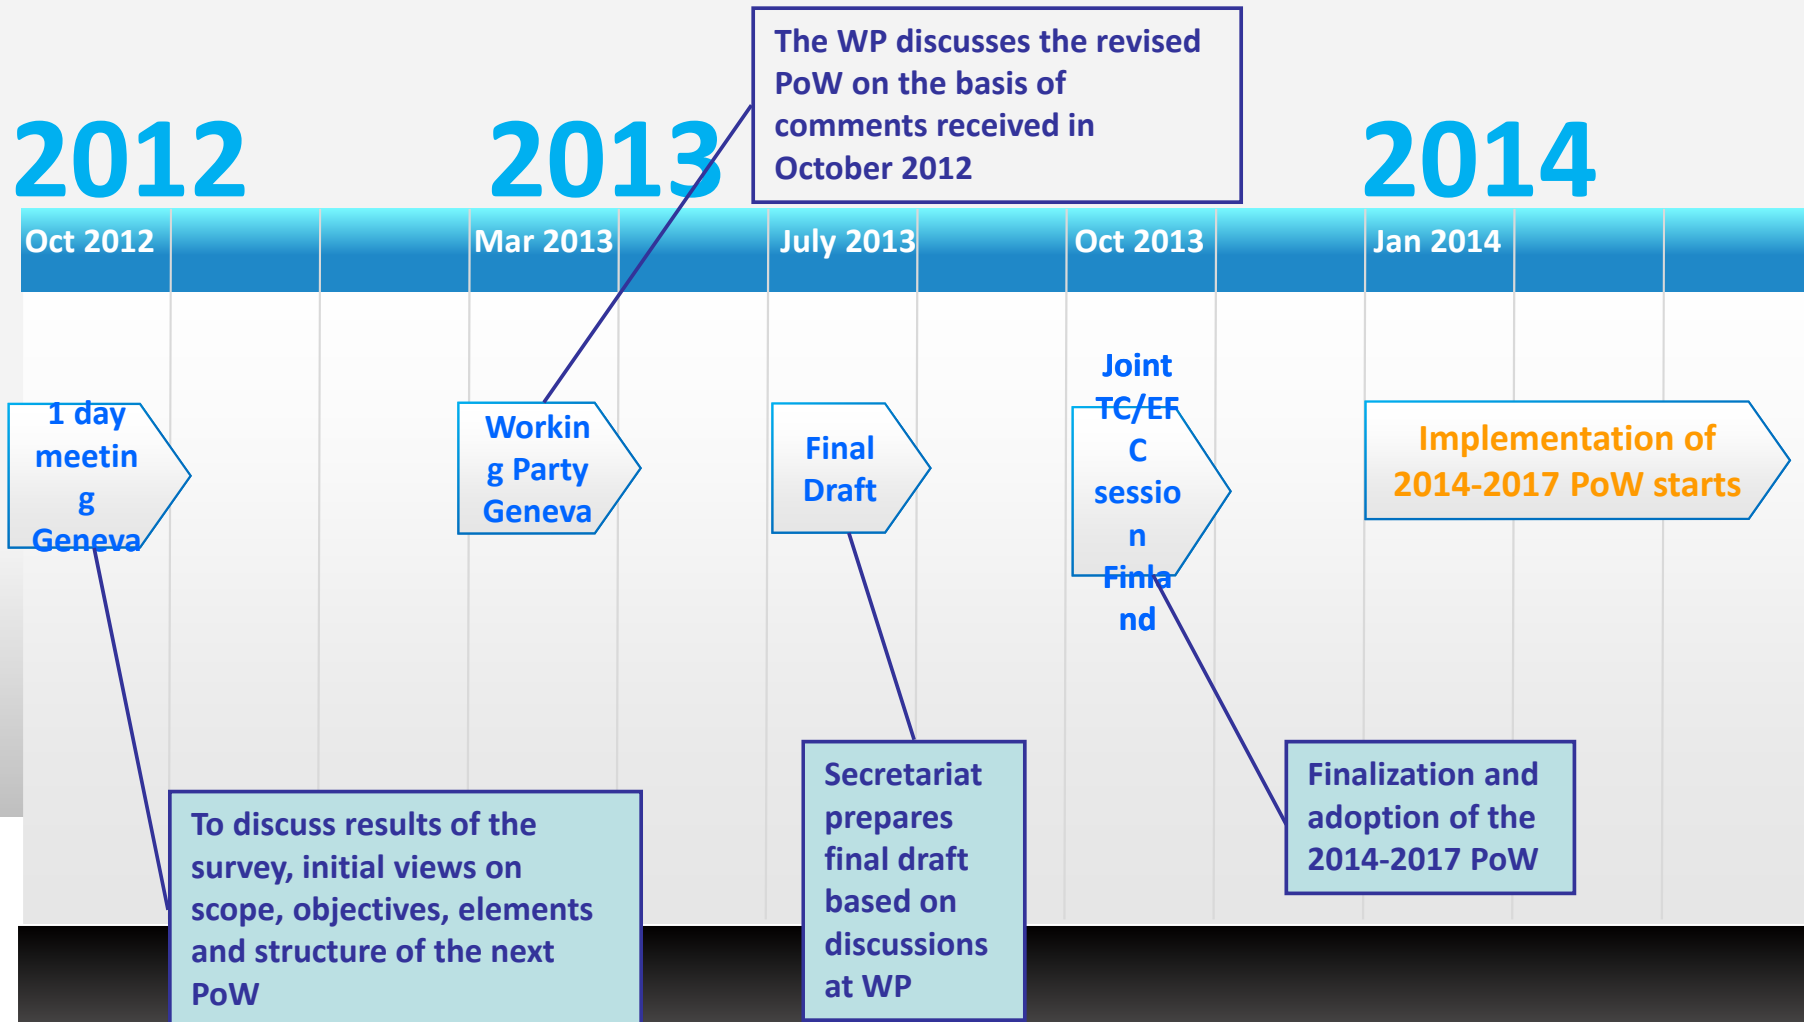 The WP discusses the revised
PoW on the basis of
comments received in
October 2012
2012
2013
2014
Oct 2012
Mar 2013
July 2013
Oct 2013
Jan 2014
1 day
meetin
g
Geneva
Workin
g Party
Geneva
Final
Draft
Joint
TC/EF
C
sessio
n
Finla
nd
Implementation of
2014-2017 PoW starts
To discuss results of the
survey, initial views on
scope, objectives, elements
and structure of the next
PoW
Secretariat
prepares
final draft
based on
discussions
at WP
Finalization and
adoption of the
2014-2017 PoW